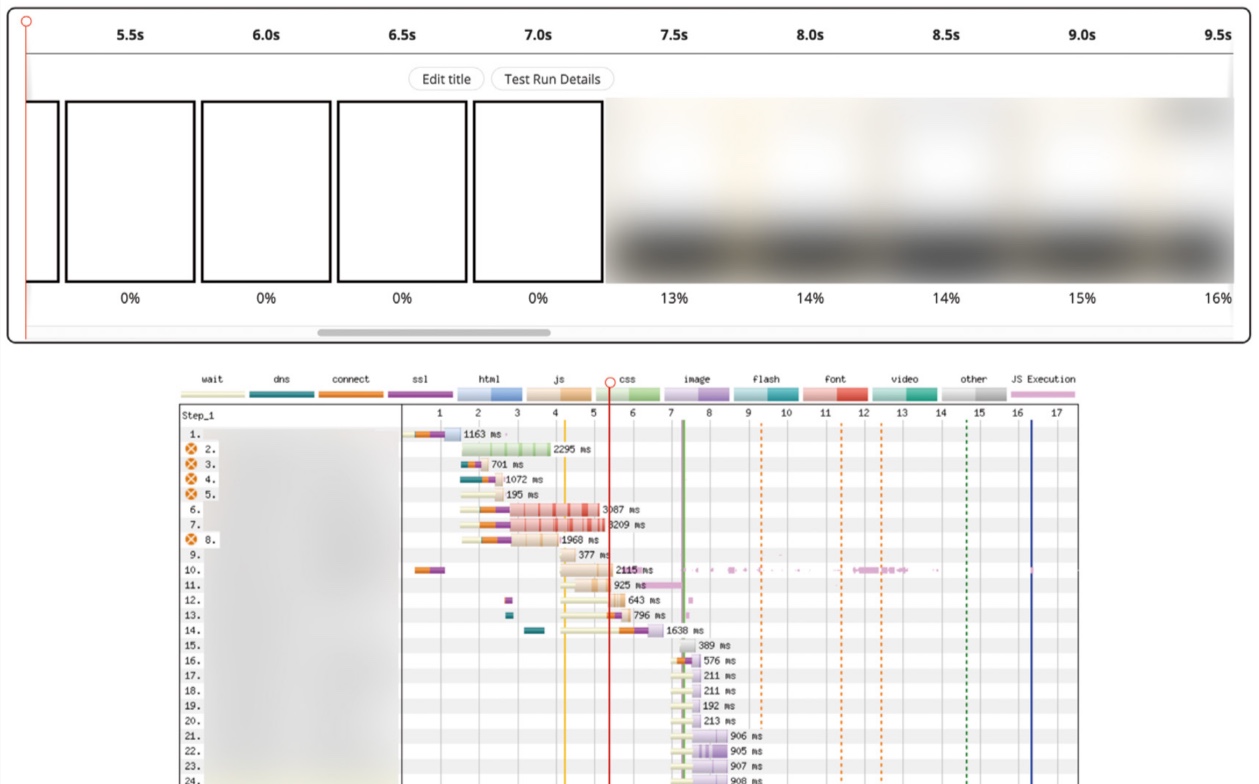 5.5s 6.0s 6.5s 7.0s 7.5s 8.0s 8.5s 9.0s 9.5s
Edit title Test Run Details
0% 0% 0% 0% 13% 14% 14% 15% 16%
wait dns connect ssl html js css image flash font video other JS Execution
Step_1 1 2 3 4 5 6 7 8 9 10 11 12 13 14 15 16 17
1. 1163 ms
2. 2295 ms
3. 701 ms
4. 1072 ms
5. 195 ms
6. 3087 ms
7. 3209 ms
8. 1968 ms
9. 377 ms
10. 2115 ms
11. 925 ms
12. 643 ms
13. 796 ms
14. 1638 ms
15. 389 ms
16. 576 ms
17. 211 ms
18. 211 ms
19. 192 ms
20. 213 ms
21. 906 ms
22. 905 ms
23. 907 ms
24. 908 ms